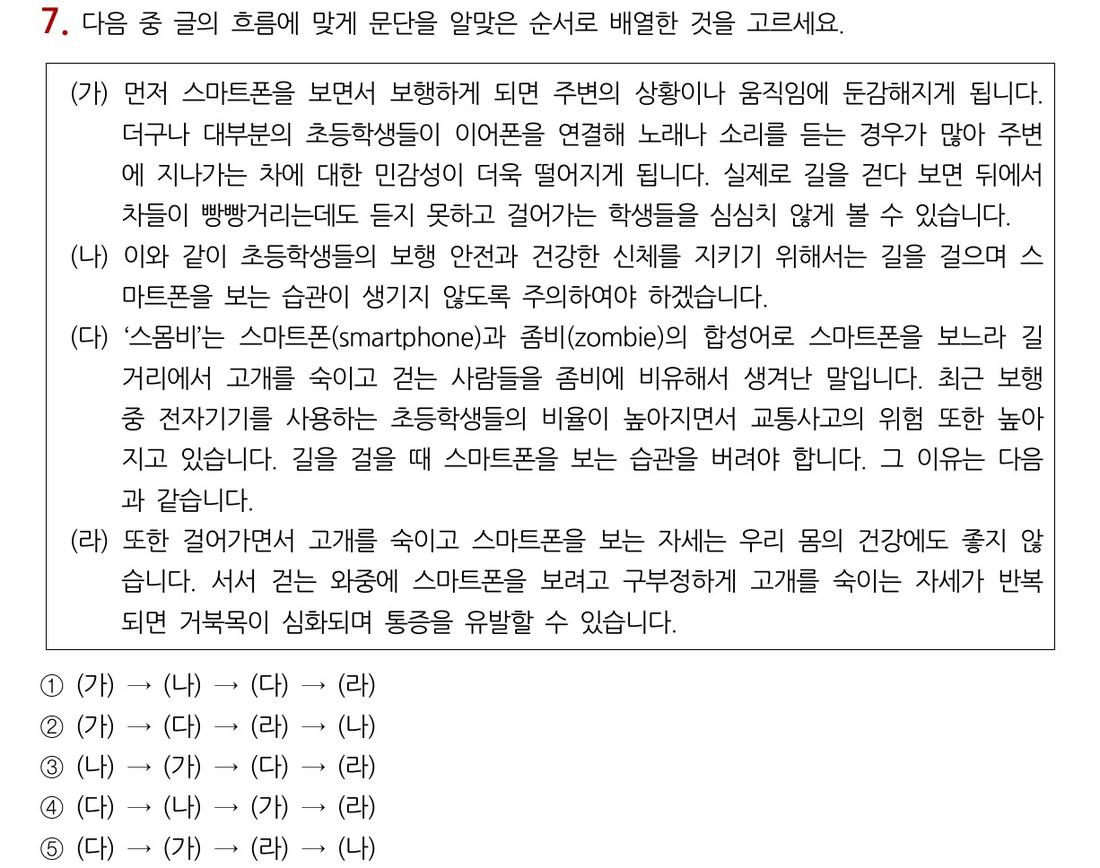 7. 다음 중 글의 흐름에 맞게 문단을 알맞은 순서로 배열한 것을 고르세요.
(가) 먼저 스마트폰을 보면서 보행하게 되면 주변의 상황이나 움직임에 둔감해지게 됩니다.
더구나 대부분의 초등학생들이 이어폰을 연결해 노래나 소리를 듣는 경우가 많아 주변
에 지나가는 차에 대한 민감성이 더욱 떨어지게 됩니다. 실제로 길을 걷다 보면 뒤에서
차들이 빵빵거리는데도 듣지 못하고 걸어가는 학생들을 심심치 않게 볼 수 있습니다.
(나) 이와 같이 초등학생들의 보행 안전과 건강한 신체를 지키기 위해서는 길을 걸으며 스
마트폰을 보는 습관이 생기지 않도록 주의하여야 하겠습니다.
(다) ‘스몸비’는 스마트폰(smartphone)과 좀비(zombie)의 합성어로 스마트폰을 보느라 길
거리에서 고개를 숙이고 걷는 사람들을 좀비에 비유해서 생겨난 말입니다. 최근 보행
중 전자기기를 사용하는 초등학생들의 비율이 높아지면서 교통사고의 위험 또한 높아
지고 있습니다. 길을 걸을 때 스마트폰을 보는 습관을 버려야 합니다. 그 이유는 다음
과 같습니다.
(라) 또한 걸어가면서 고개를 숙이고 스마트폰을 보는 자세는 우리 몸의 건강에도 좋지 않
습니다. 서서 걷는 와중에 스마트폰을 보려고 구부정하게 고개를 숙이는 자세가 반복
되면 거북목이 심화되며 통증을 유발할 수 있습니다.
① (가) → (나) → (다) → (라)
② (가) → (다) → (라) → (나)
③ (나) → (가) → (다) → (라)
④ (다) → (나) → (가) → (라)
⑤ (다) → (가) → (라) → (나)